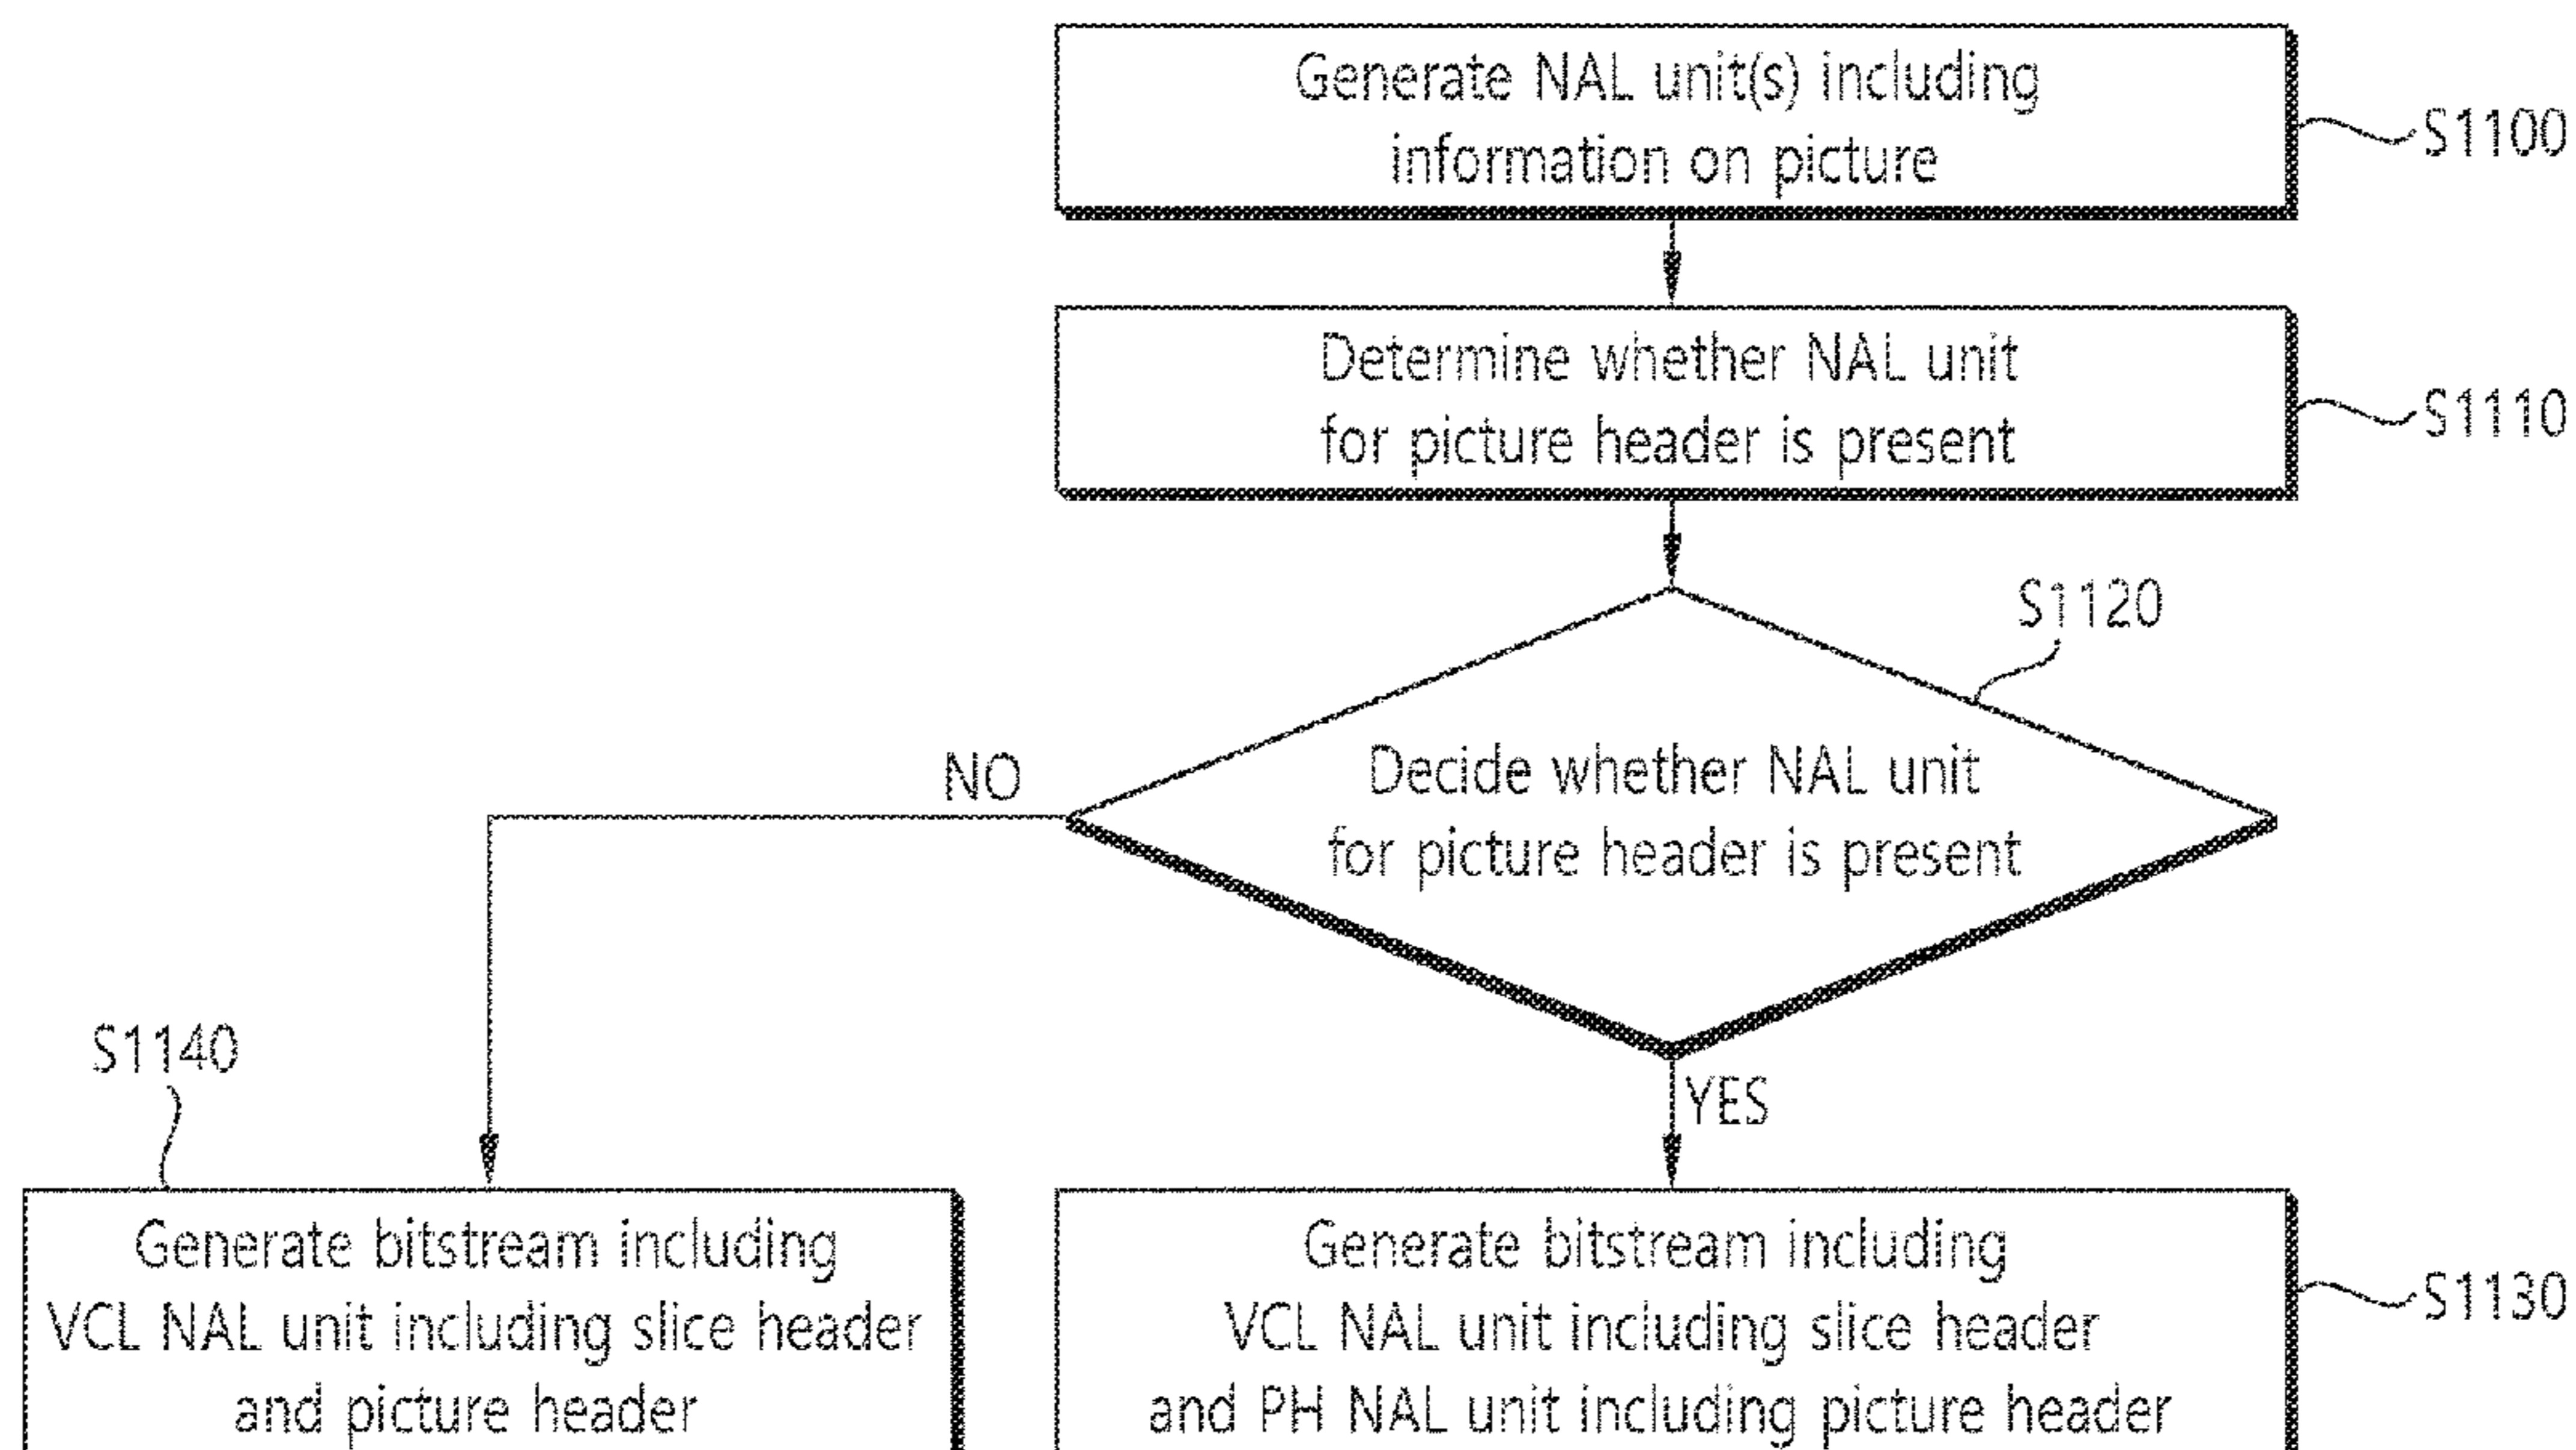 Generate NAL unit(s) including
information on picture
S1100
Determine whether NAL unit
for picture header is present
S1110
S1120
NO
Decide whether NAL unit
for picture header is present
YES
S1140
Generate bitstream including
VCL NAL unit including slice header
and picture header
Generate bitstream including
VCL NAL unit including slice header
and PH NAL unit including picture header
S1130